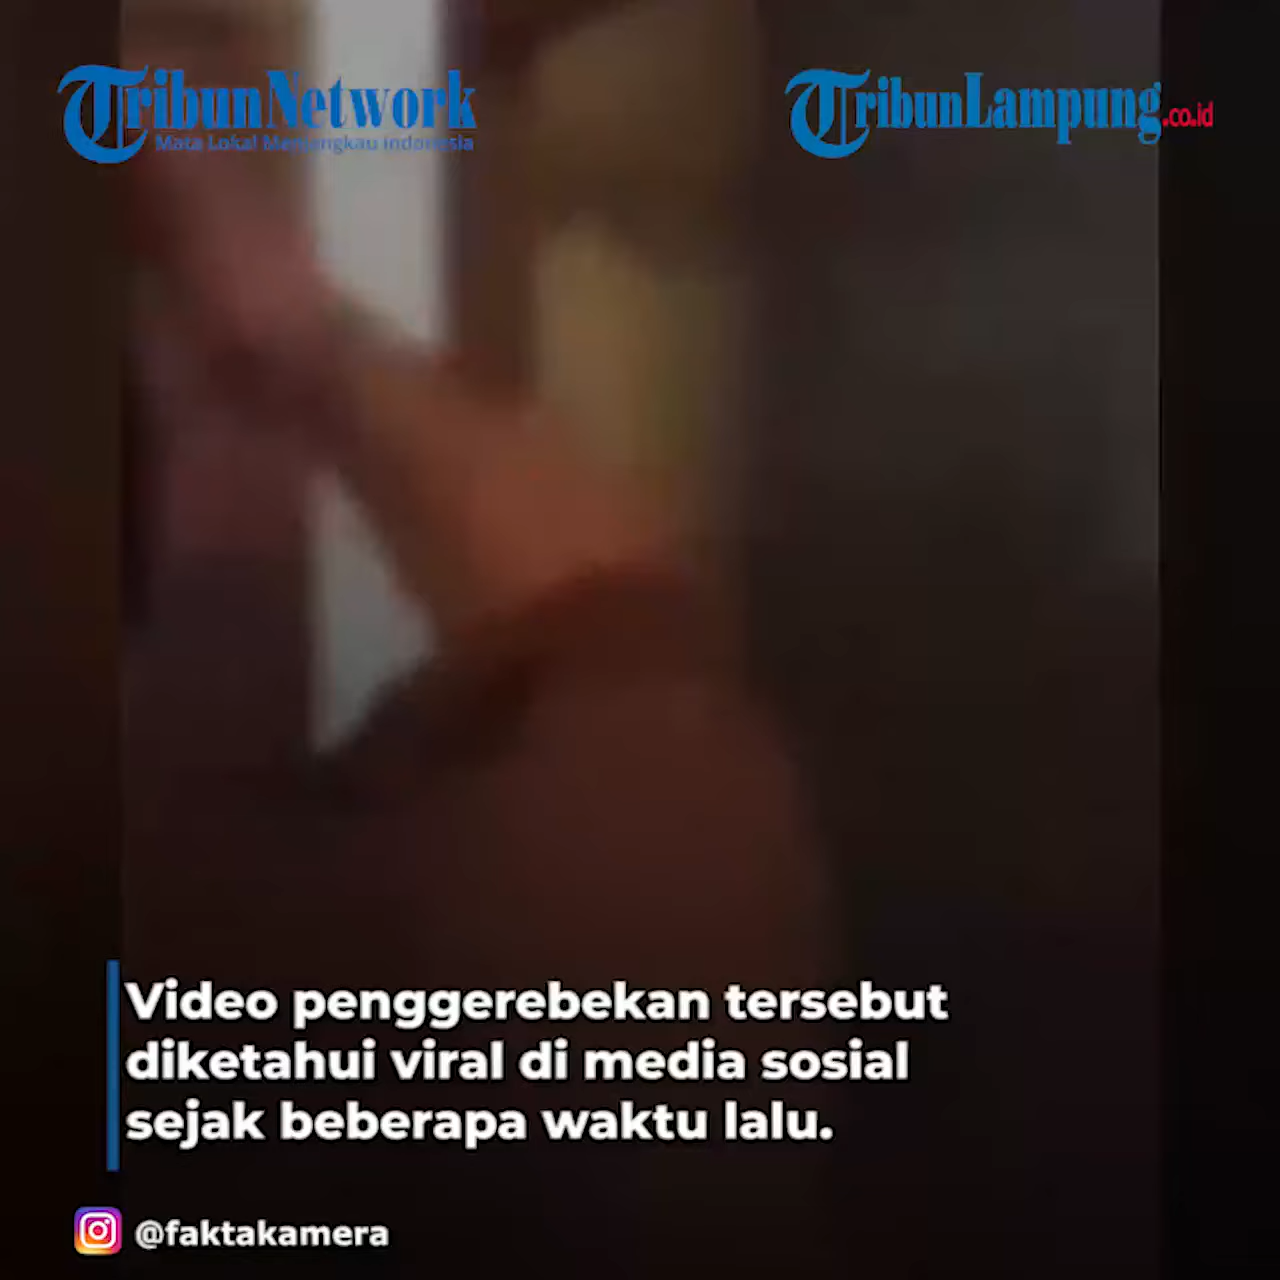 TribunNetwork
Mata Lokal Menjangkau Indonesia
TribunLampung.co.id
Video penggerebekan tersebut
diketahui viral di media sosial
sejak beberapa waktu lalu.
@faktakamera